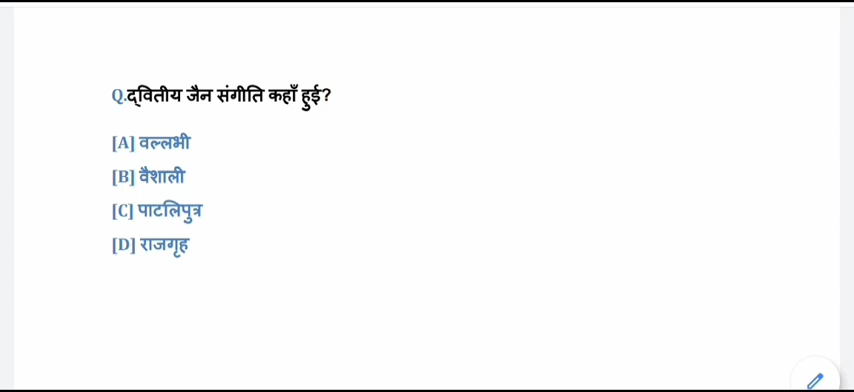 Q.द्वितीय जैन संगीति कहाँ हुई?
[A] वल्लभी
[B] वैशाली
[C] पाटलिपुत्र
[D] राजगृह